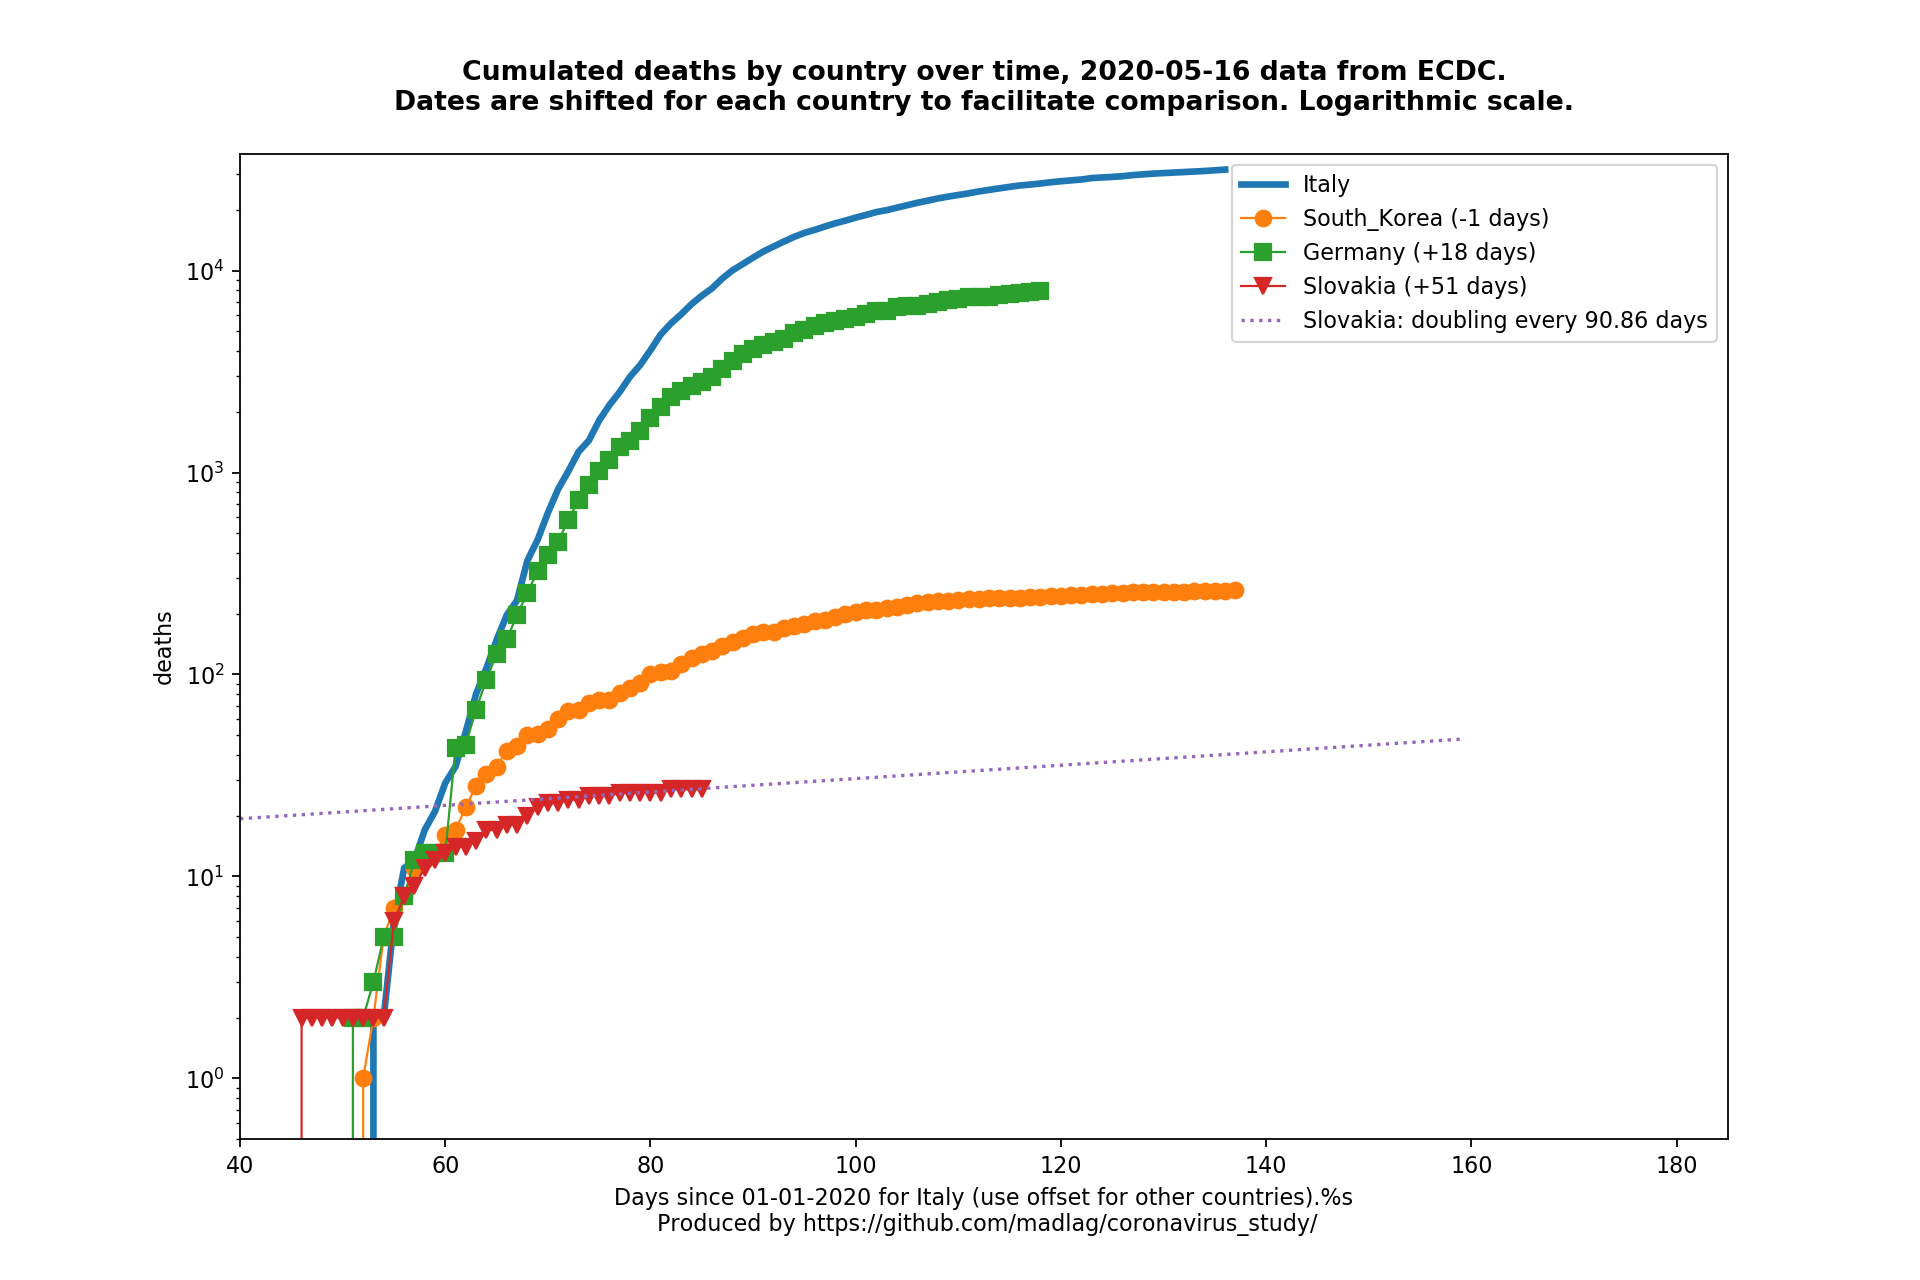 Cumulated deaths by country over time, 2020-05-16 data from ECDC.
Dates are shifted for each country to facilitate comparison. Logarithmic scale.
Italy
South_Korea (-1 days)
Germany (+18 days)
Slovakia (+51 days)
Slovakia: doubling every 90.86 days
deaths
10⁴
10³
10²
10¹
10⁰
40 60 80 100 120 140 160 180
Days since 01-01-2020 for Italy (use offset for other countries).%s
Produced by https://github.com/madlag/coronavirus_study/